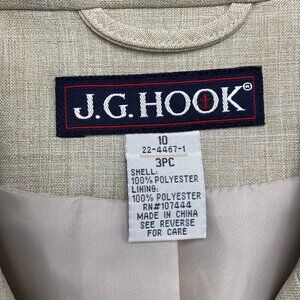 J.G. HOOK®
10
22-4467-1
3PC
SHELL:
100% POLYESTER
LINING:
100% POLYESTER
RN#107444
MADE IN CHINA
SEE REVERSE
FOR CARE